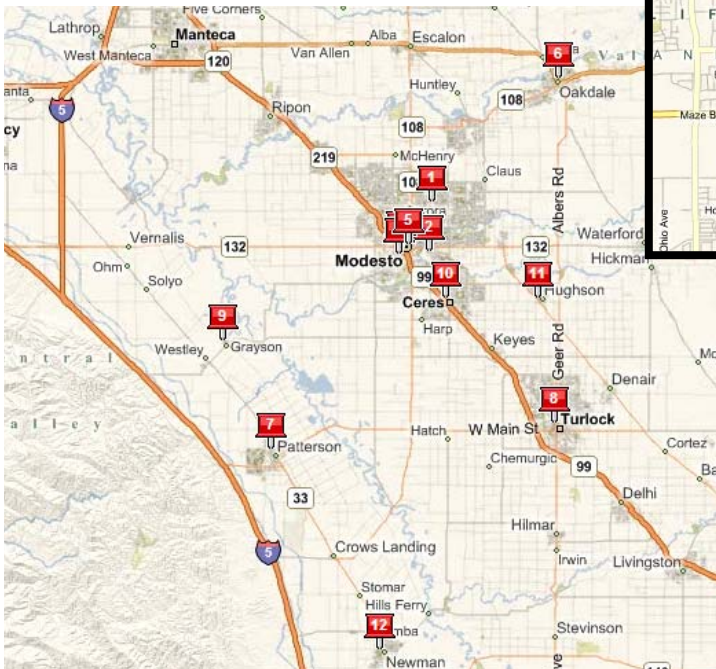 Five Corners
Lathrop
Manteca
West Manteca
120
Van Allen
Alba
Escalon
6
Oakdale
Huntley
108
5
Ripon
108
219
McHenry
Claus
1
Albers Rd
Maze B
Ohio Ave
5
2
Vernalis
132
132
Waterford
Hickman
Modesto
Ohm
Solyo
99
10
11
Hughson
Ceres
9
Grayson
Westley
Harp
Keyes
Geer Rd
Denair
8
7
Patterson
Hatch
W Main St
Turlock
Chemurgic
99
Cortez
33
Delhi
Hilmar
5
Crows Landing
Irwin
Livingston
Stomar
Hills Ferry
12
Stevinson
Newman